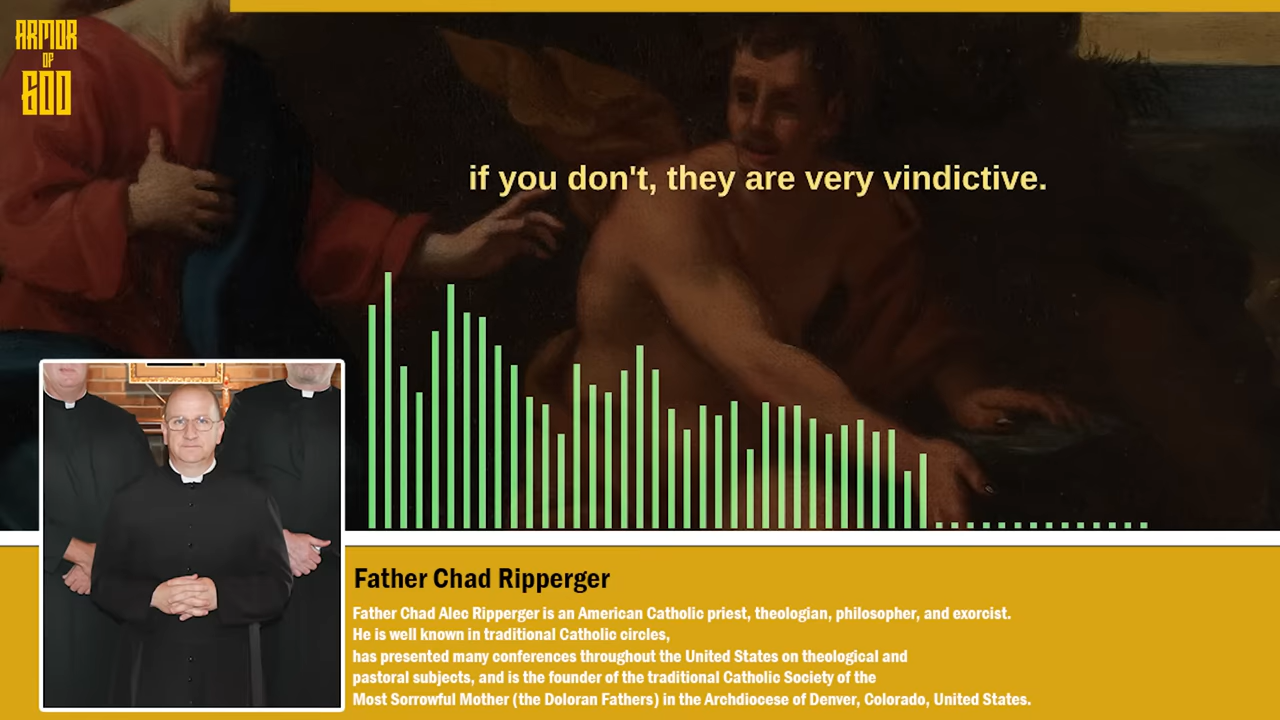 ARMOR
OF
GOD
if you don't, they are very vindictive.
Father Chad Ripperger
Father Chad Alec Ripperger is an American Catholic priest, theologian, philosopher, and exorcist.
He is well known in traditional Catholic circles,
has presented many conferences throughout the United States on theological and
pastoral subjects, and is the founder of the traditional Catholic Society of the
Most Sorrowful Mother (the Doloran Fathers) in the Archdiocese of Denver, Colorado, United States.